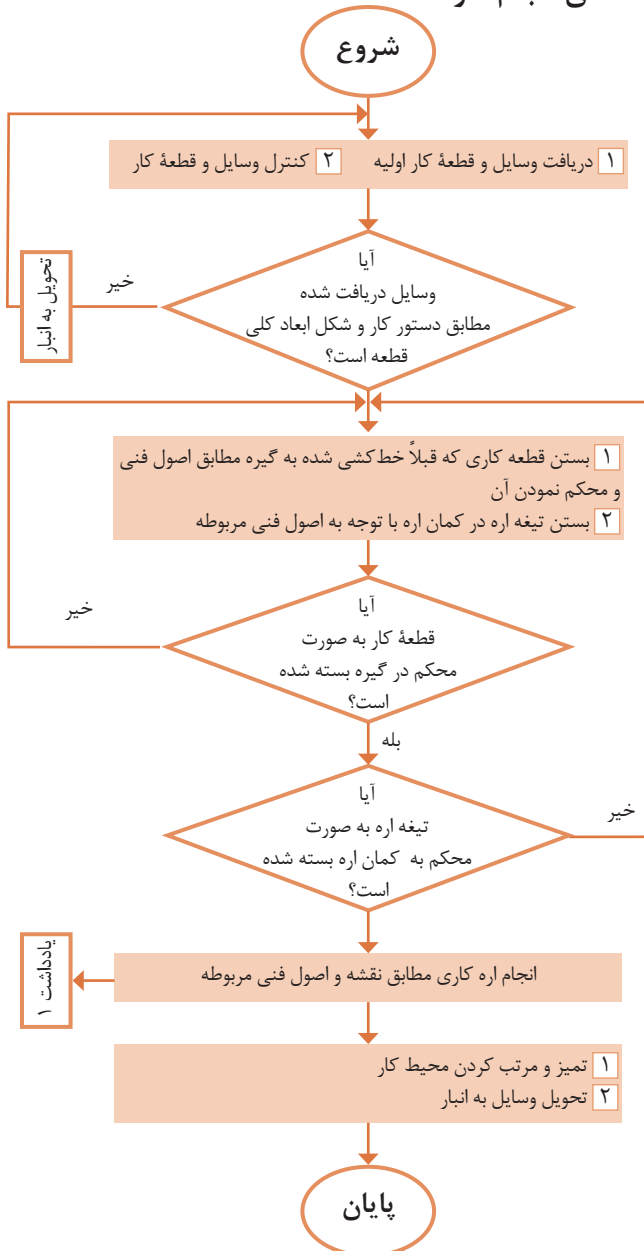 شروع
۱ دریافت وسایل و قطعهٔ کار اولیه ۲ کنترل وسایل و قطعهٔ کار
آیا
وسایل دریافت شده
مطابق دستور کار و شکل ابعاد کلی
قطعه است؟
خیر
تحویل به انبار
۱ بستن قطعه کاری که قبلاً خط‌کشی شده به گیره مطابق اصول فنی
و محکم نمودن آن
۲ بستن تیغه اره در کمان اره با توجه به اصول فنی مربوطه
آیا
قطعهٔ کار به صورت
محکم در گیره بسته شده
است؟
خیر
بله
آیا
تیغه اره به صورت
محکم به کمان اره بسته شده
است؟
خیر
انجام اره کاری مطابق نقشه و اصول فنی مربوطه
یادداشت ۱
۱ تمیز و مرتب کردن محیط کار
۲ تحویل وسایل به انبار
پایان